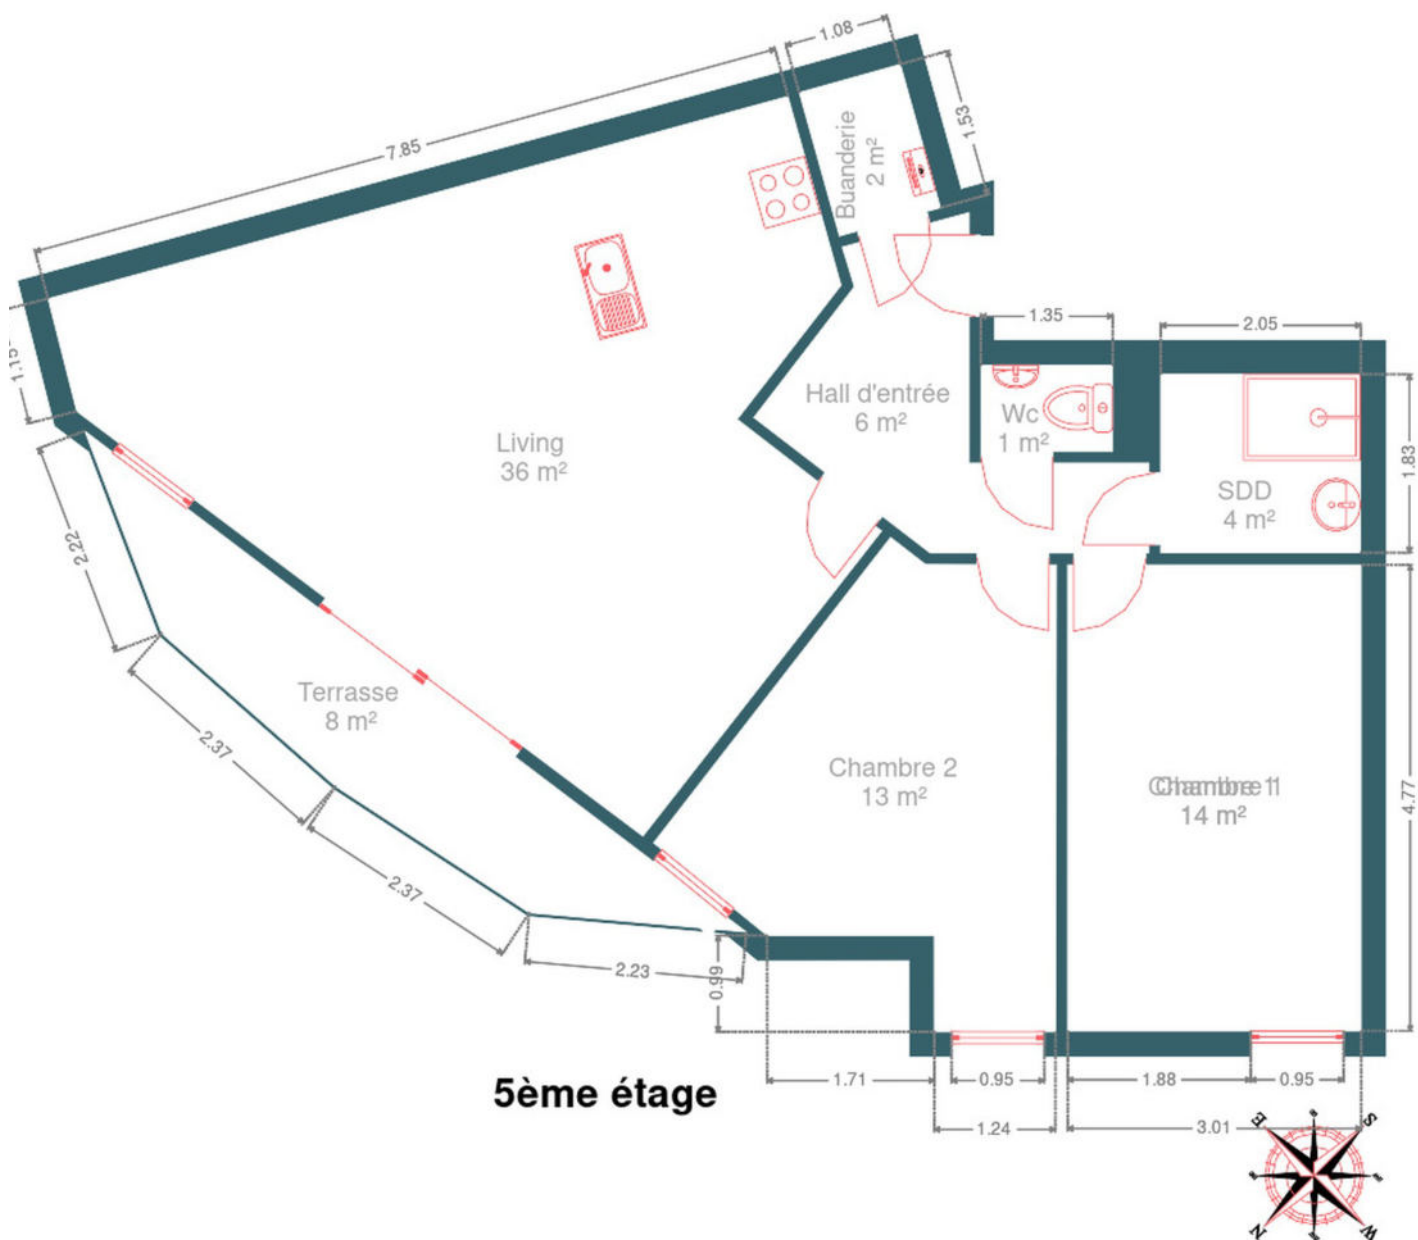 1.08
7.85
1.53
Buanderie
2 m²
1.15
1.35
2.05
Hall d'entrée
6 m²
Wc
1 m²
1.83
Living
36 m²
SDD
4 m²
2.22
Terrasse
8 m²
2.37
Chambre 2
13 m²
Chambre 1
14 m²
4.77
2.37
2.23
0.99
5ème étage
1.71
0.95
1.88
0.95
1.24
3.01
E
S
N
W